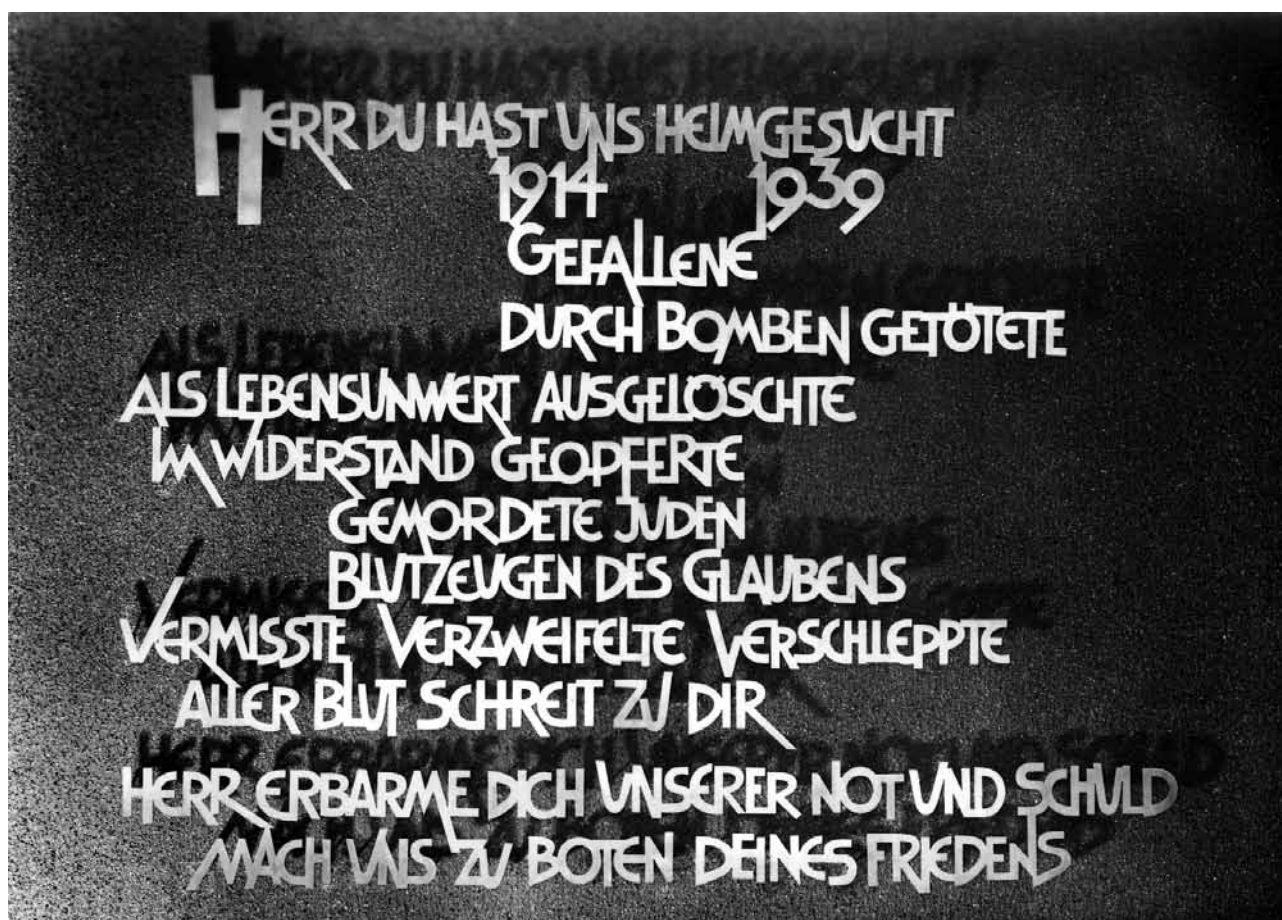 HERR DU HAST UNS HEIMGESUCHT
1914 1939
GEFALLENE
DURCH BOMBEN GETÖTETE
ALS LEBENSUNWERT AUSGELÖSCHTE
IM WIDERSTAND GEOPFERTE
GEMORDETE JUDEN
BLUTZEUGEN DES GLAUBENS
VERMISSTE VERZWEIFELTE VERSCHLEPPTE
ALLER BLUT SCHREIT ZU DIR
HERR ERBARME DICH UNSERER NOT UND SCHULD
MACH UNS ZU BOTEN DEINES FRIEDENS